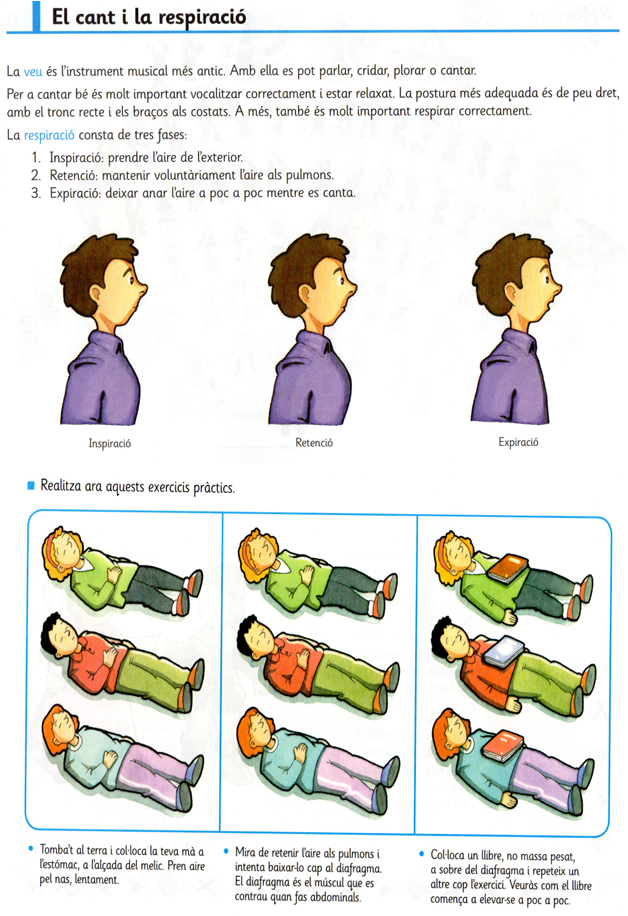 El cant i la respiració
La veu és l'instrument musical més antic. Amb ella es pot parlar, cridar, plorar o cantar.
Per a cantar bé és molt important vocalitzar correctament i estar relaxat. La postura més adequada és de peu dret,
amb el tronc recte i els braços als costats. A més, també és molt important respirar correctament.
La respiració consta de tres fases:
1. Inspiració: prendre l'aire de l'exterior.
2. Retenció: mantenir voluntàriament l'aire als pulmons.
3. Expiració: deixar anar l'aire a poc a poc mentre es canta.
Inspiració
Retenció
Expiració
Realitza ara aquests exercicis pràctics.
• Tomba't al terra i col·loca la teva mà a
l'estómac, a l'alçada del melic. Pren aire
pel nas, lentament.
• Mira de retenir l'aire als pulmons i
intenta baixar-lo cap al diafragma.
El diafragma és el múscul que es
contrau quan fas abdominals.
• Col·loca un llibre, no massa pesat,
a sobre del diafragma i repeteix un
altre cop l'exercici. Veuràs com el llibre
comença a elevar-se a poc a poc.